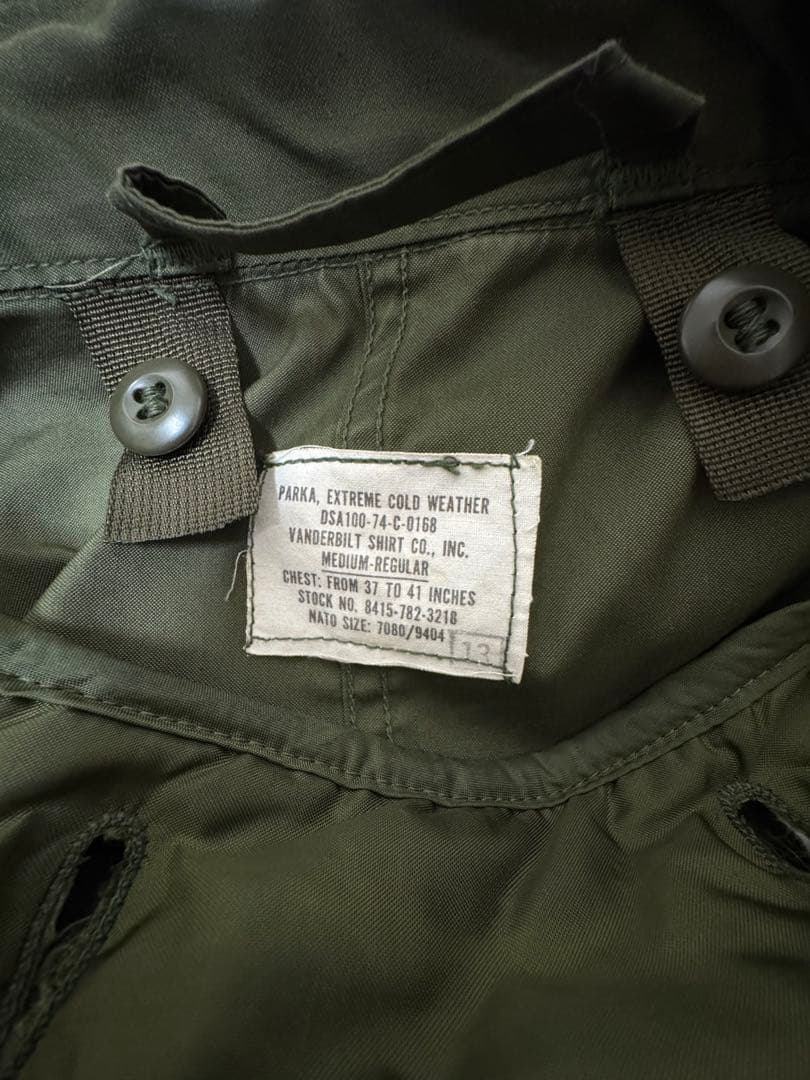 PARKA, EXTREME COLD WEATHER
DSA100-74-C-0168
VANDERBILT SHIRT CO., INC.
MEDIUM-REGULAR
CHEST: FROM 37 TO 41 INCHES
STOCK NO. 8415-782-3218
NATO SIZE: 7080/9404
13